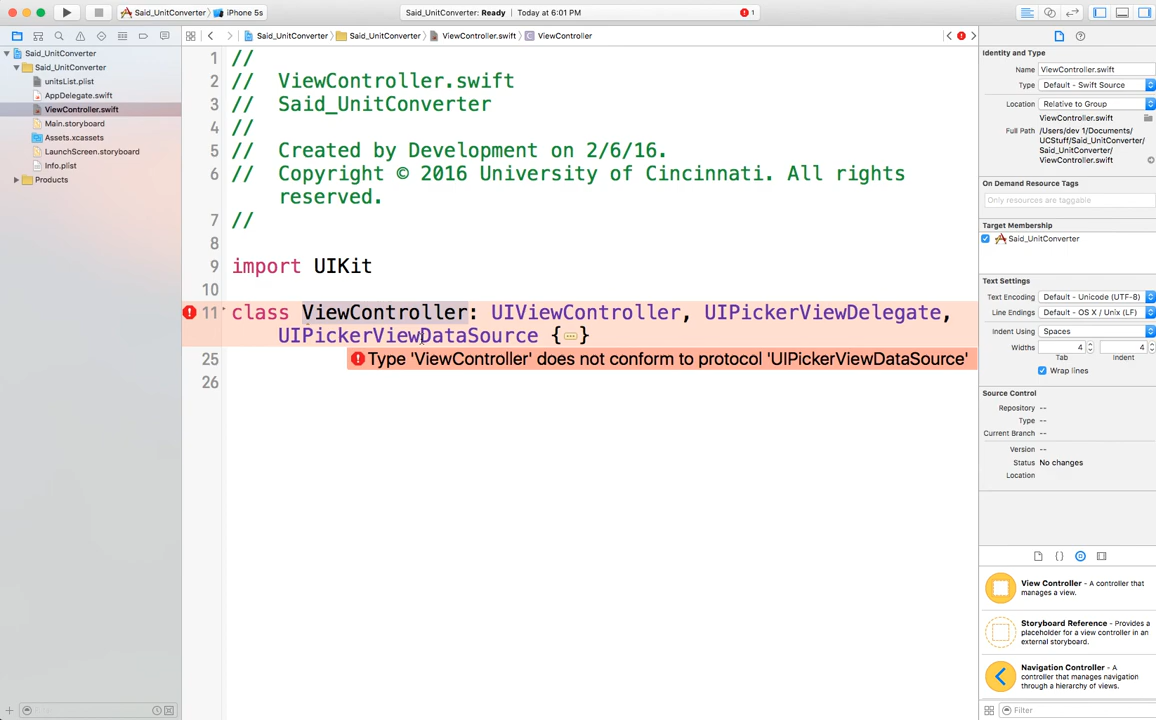 Said_UnitConverter 〉 iPhone 5s
Said_UnitConverter: Ready | Today at 6:01 PM
1
Said_UnitConverter 〉 Said_UnitConverter 〉 ViewController.swift 〉 C ViewController
Said_UnitConverter
Said_UnitConverter
unitsList.plist
AppDelegate.swift
ViewController.swift
Main.storyboard
Assets.xcassets
LaunchScreen.storyboard
Info.plist
Products
1 //
2 //  ViewController.swift
3 //  Said_UnitConverter
4 //
5 //  Created by Development on 2/6/16.
6 //  Copyright © 2016 University of Cincinnati. All rights
reserved.
7 //
8
9 import UIKit
10
11 class ViewController: UIViewController, UIPickerViewDelegate,
UIPickerViewDataSource {...}
Type 'ViewController' does not conform to protocol 'UIPickerViewDataSource'
25
26
Identity and Type
Name ViewController.swift
Type Default - Swift Source
Location Relative to Group
ViewController.swift
Full Path /Users/dev 1/Documents/
UCStuff/Said_UnitConverter/
Said_UnitConverter/
ViewController.swift
On Demand Resource Tags
Only resources are taggable
Target Membership
Said_UnitConverter
Text Settings
Text Encoding Default - Unicode (UTF-8)
Line Endings Default - OS X / Unix (LF)
Indent Using Spaces
Widths 4 4
Tab Indent
Wrap lines
Source Control
Repository --
Type --
Current Branch --
Version --
Status No changes
Location
View Controller - A controller that
manages a view.
Storyboard Reference - Provides a
placeholder for a view controller in an
external storyboard.
Navigation Controller - A
controller that manages navigation
through a hierarchy of views.
Filter